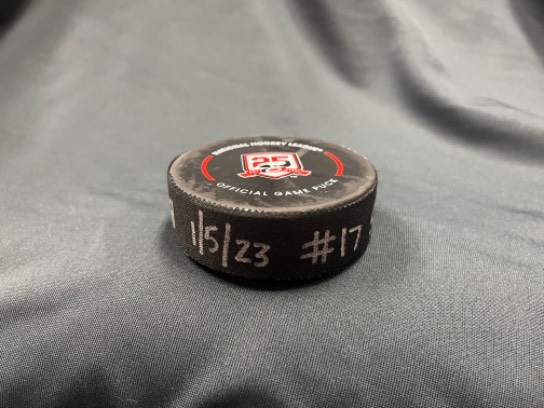 NATIONAL HOCKEY LEAGUE
25
OFFICIAL GAME PUCK
1/5/23 #17